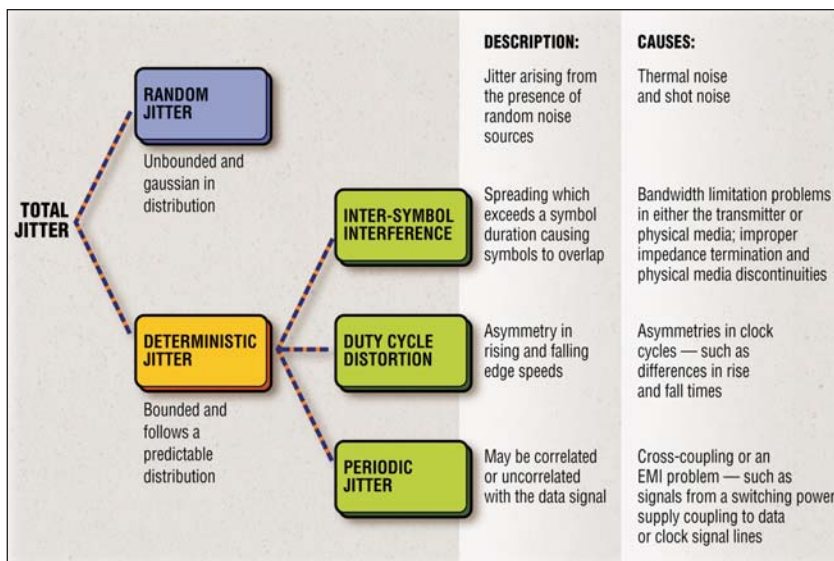 DESCRIPTION:
CAUSES:
RANDOM
JITTER
Unbounded and
gaussian in
distribution
Jitter arising from
the presence of
random noise
sources
Thermal noise
and shot noise
TOTAL
JITTER
INTER-SYMBOL
INTERFERENCE
Spreading which
exceeds a symbol
duration causing
symbols to overlap
Bandwidth limitation problems
in either the transmitter or
physical media; improper
impedance termination and
physical media discontinuities
DETERMINISTIC
JITTER
Bounded and
follows a
predictable
distribution
DUTY CYCLE
DISTORTION
Asymmetry in
rising and falling
edge speeds
Asymmetries in clock
cycles — such as
differences in rise
and fall times
PERIODIC
JITTER
May be correlated
or uncorrelated
with the data signal
Cross-coupling or an
EMI problem — such as
signals from a switching power
supply coupling to data
or clock signal lines